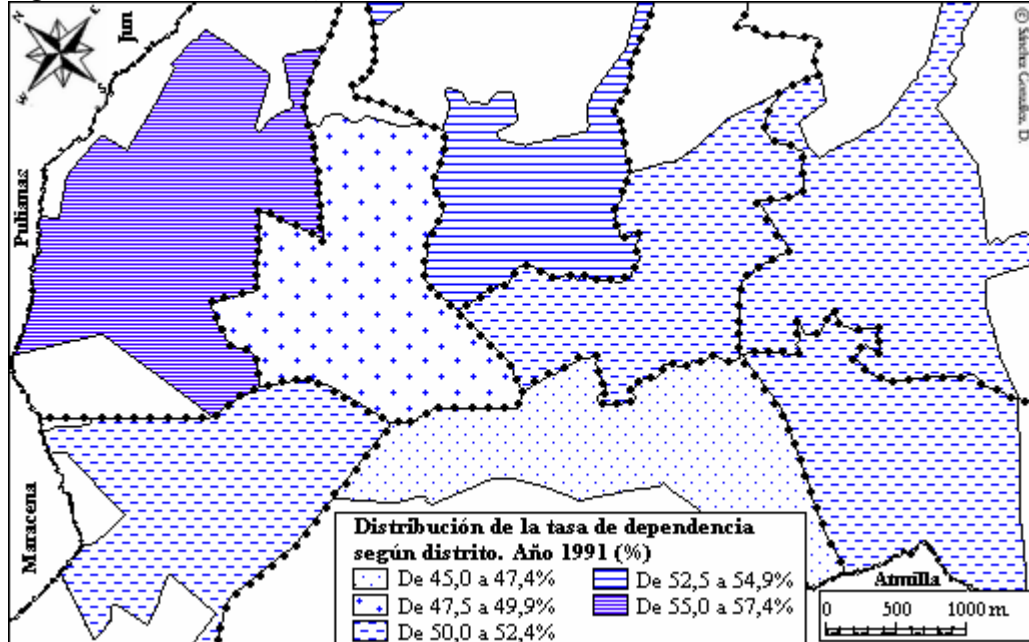 N
E
S
W
Jun
Pulianas
Maracena
© Sánchez González, D.
Distribución de la tasa de dependencia
según distrito. Año 1991 (%)
De 45,0 a 47,4%
De 47,5 a 49,9%
De 50,0 a 52,4%
De 52,5 a 54,9%
De 55,0 a 57,4%
Atmilla
0 500 1000 m.